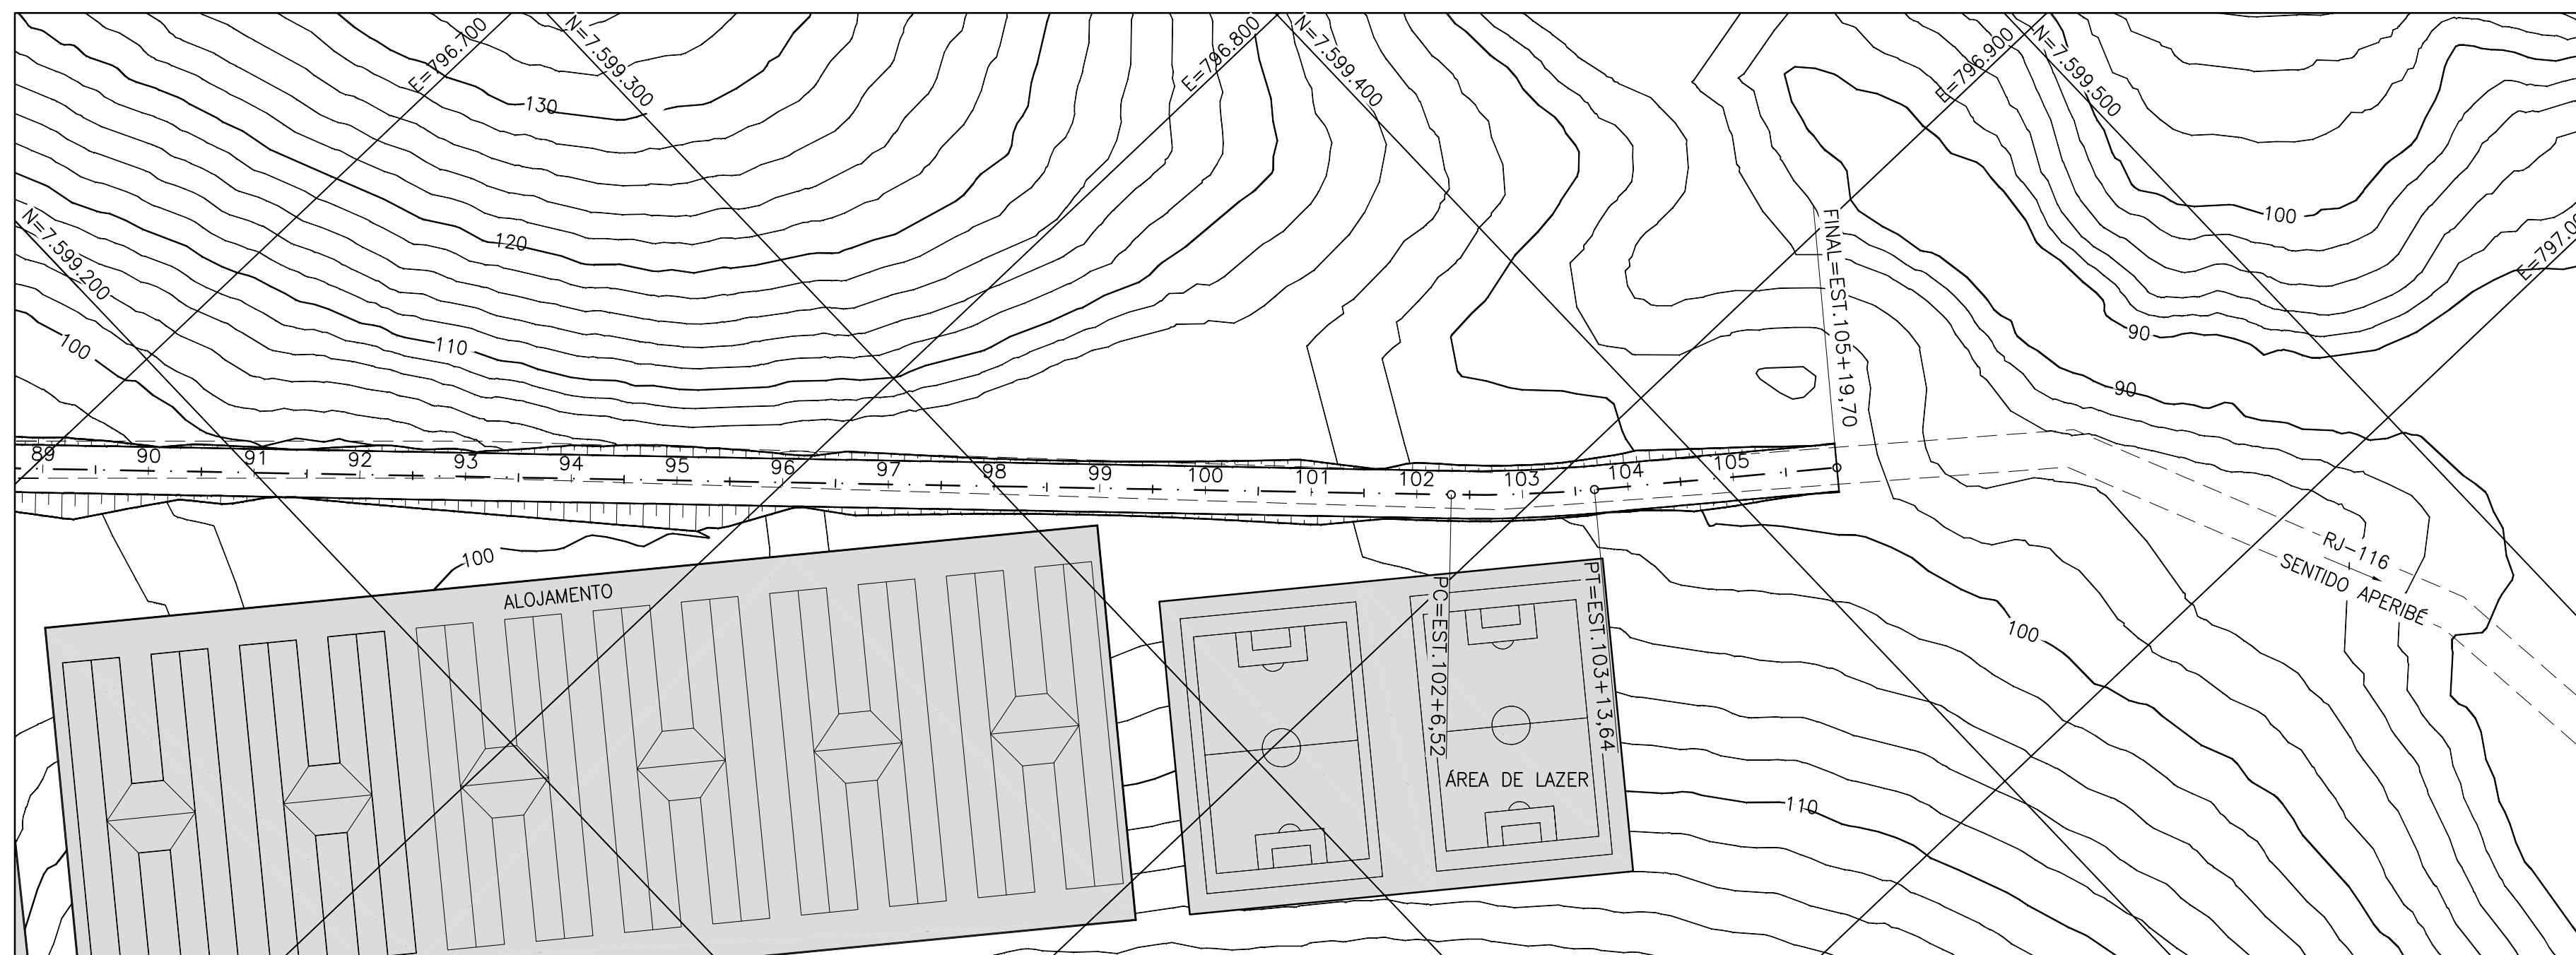 E=796.700
N=7.599.300
E=796.800
N=7.599.400
E=796.900
N=7.599.500
130
100
N=7.599.200
120
E=797.0
FINAL=EST.105+19,70
100
110
90
90
89 90 91 92 93 94 95 96 97 98 99 100 101 102 103 104 105
100
RJ-116
SENTIDO APERIBÉ
ALOJAMENTO
PC=EST.102+6,52
PT=EST.103+13,64
100
ÁREA DE LAZER
110